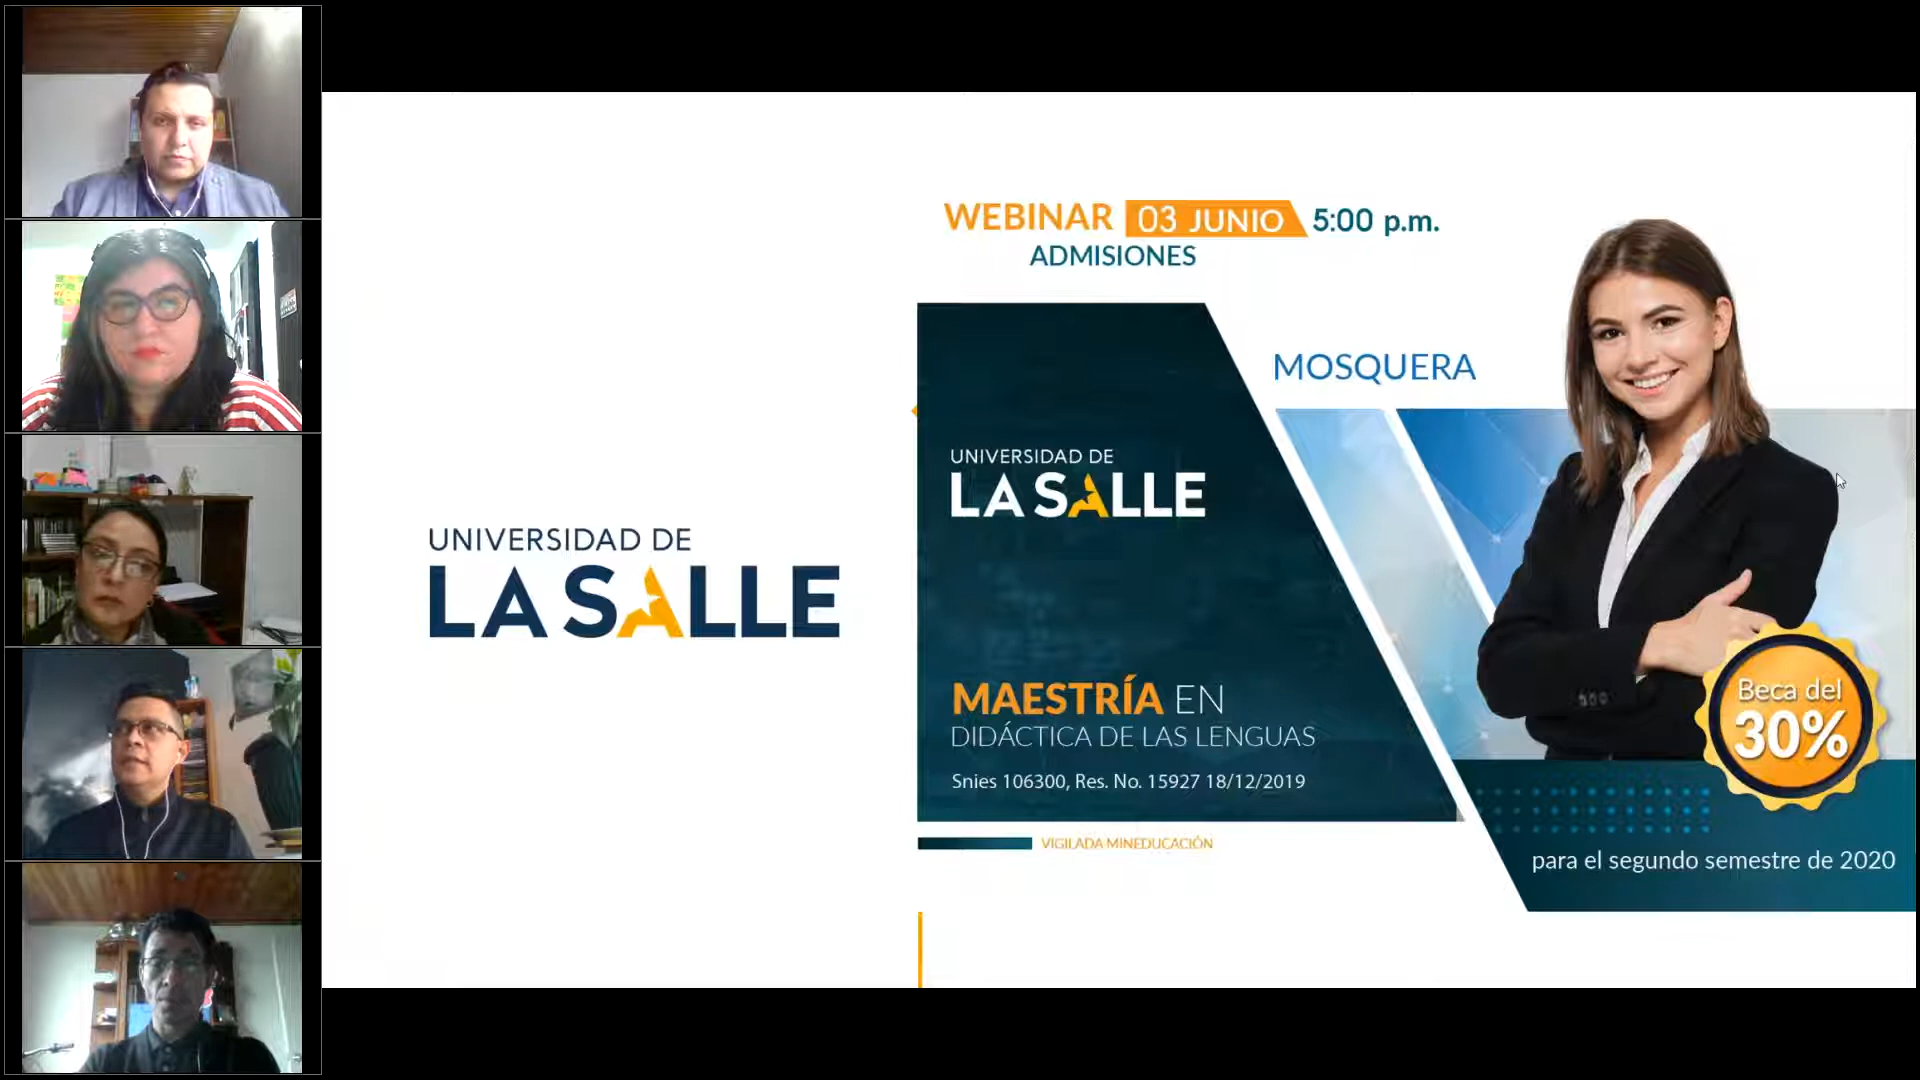 UNIVERSIDAD DE
LA SALLE
WEBINAR 03 JUNIO 5:00 p.m.
ADMISIONES
MOSQUERA
UNIVERSIDAD DE
LA SALLE
MAESTRÍA EN
DIDÁCTICA DE LAS LENGUAS
Snies 106300, Res. No. 15927 18/12/2019
VIGILADA MINEDUCACIÓN
Beca del
30%
para el segundo semestre de 2020